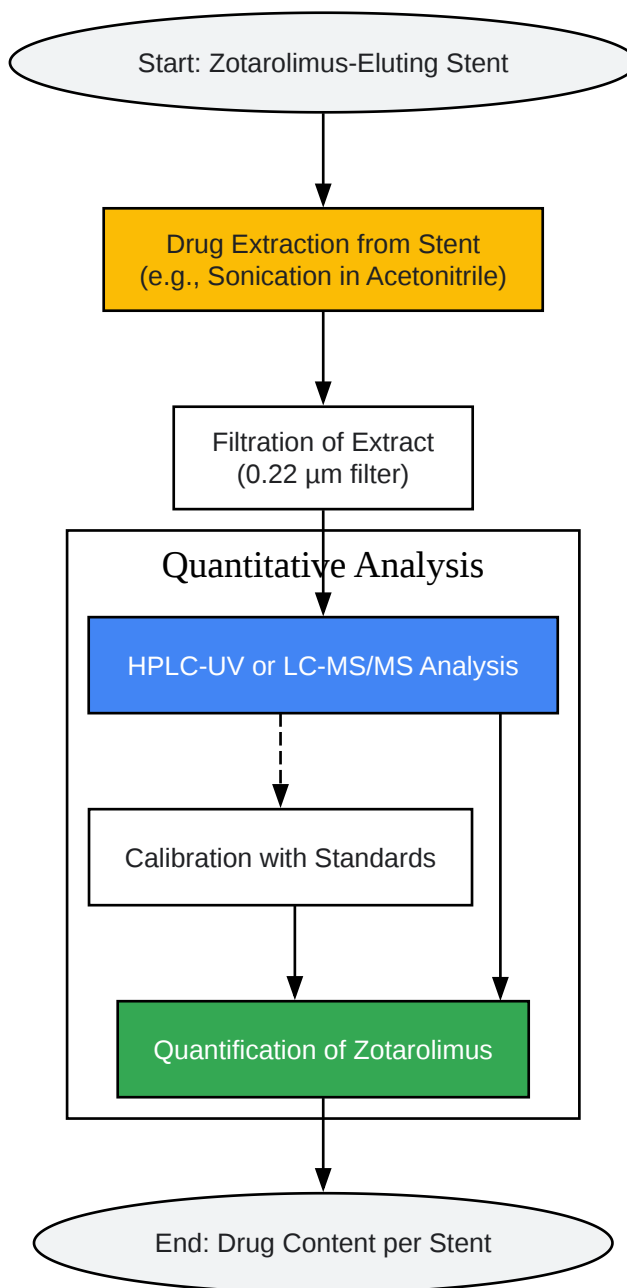 Start: Zotarolimus-Eluting Stent
Drug Extraction from Stent
(e.g., Sonication in Acetonitrile)
Filtration of Extract
(0.22 µm filter)
Quantitative Analysis
HPLC-UV or LC-MS/MS Analysis
Calibration with Standards
Quantification of Zotarolimus
End: Drug Content per Stent